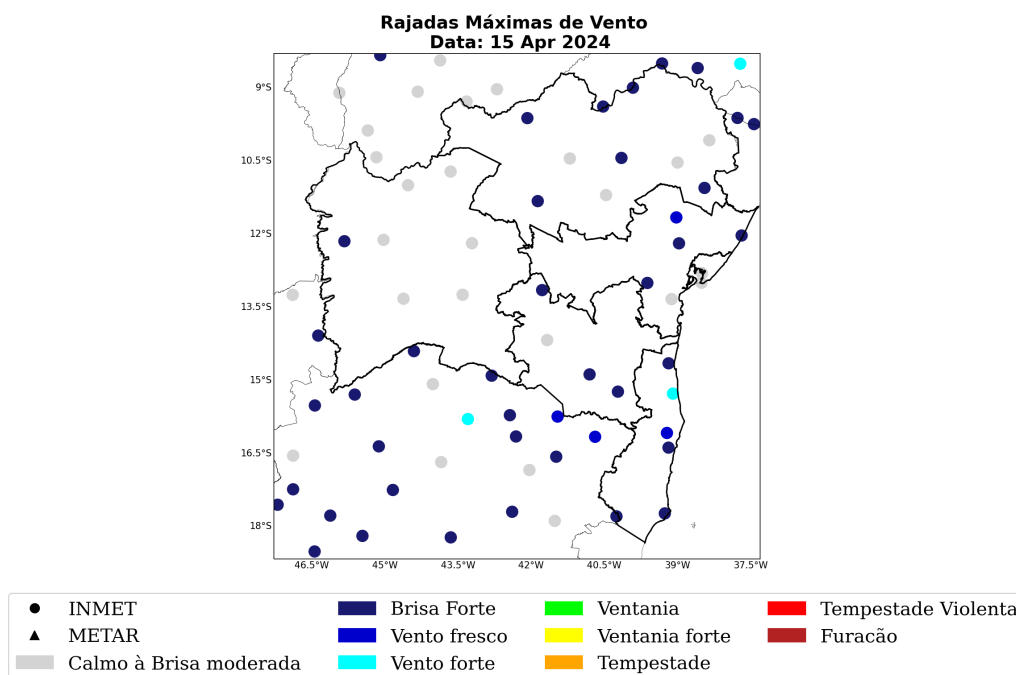 Rajadas Máximas de Vento
Data: 15 Apr 2024
9°S
10.5°S
12°S
13.5°S
15°S
16.5°S
18°S
46.5°W 45°W 43.5°W 42°W 40.5°W 39°W 37.5°W
INMET Brisa Forte Ventania Tempestade Violenta
METAR Vento fresco Ventania forte Furacão
Calmo à Brisa moderada Vento forte Tempestade